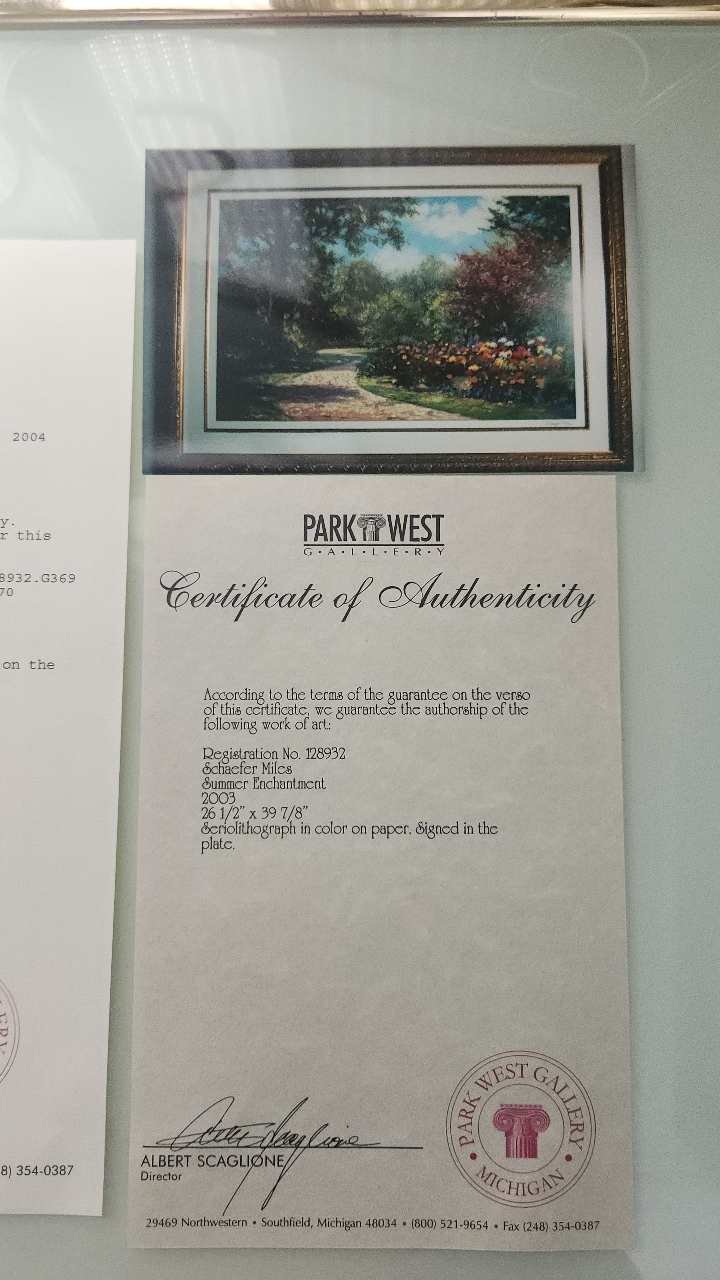 2004
y.
r this
8932.G369
70
on the
8) 354-0387
PARK WEST
G·A·L·L·E·R·Y
Certificate of Authenticity
According to the terms of the guarantee on the verso
of this certificate, we guarantee the authorship of the
following work of art:
Registration No. 128932
Schaefer Miles
Summer Enchantment
2003
26 1/2" x 39 7/8"
Seriolithograph in color on paper. Signed in the
plate.
ALBERT SCAGLIONE
Director
PARK WEST GALLERY
• MICHIGAN •
29469 Northwestern • Southfield, Michigan 48034 • (800) 521-9654 • Fax (248) 354-0387